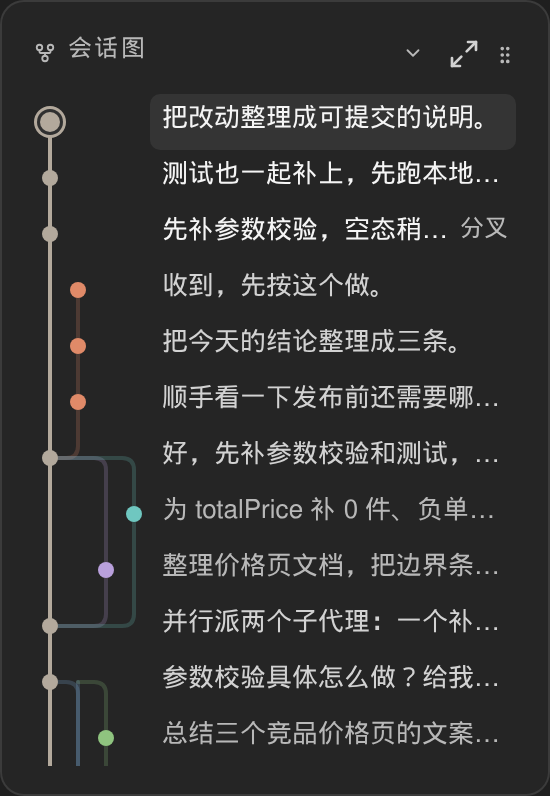 会话图
把改动整理成可提交的说明。
测试也一起补上，先跑本地…
先补参数校验，空态稍… 分叉
收到，先按这个做。
把今天的结论整理成三条。
顺手看一下发布前还需要哪…
好，先补参数校验和测试，…
为 totalPrice 补 0 件、负单…
整理价格页文档，把边界条…
并行派两个子代理：一个补…
参数校验具体怎么做？给我…
总结三个竞品价格页的文案…